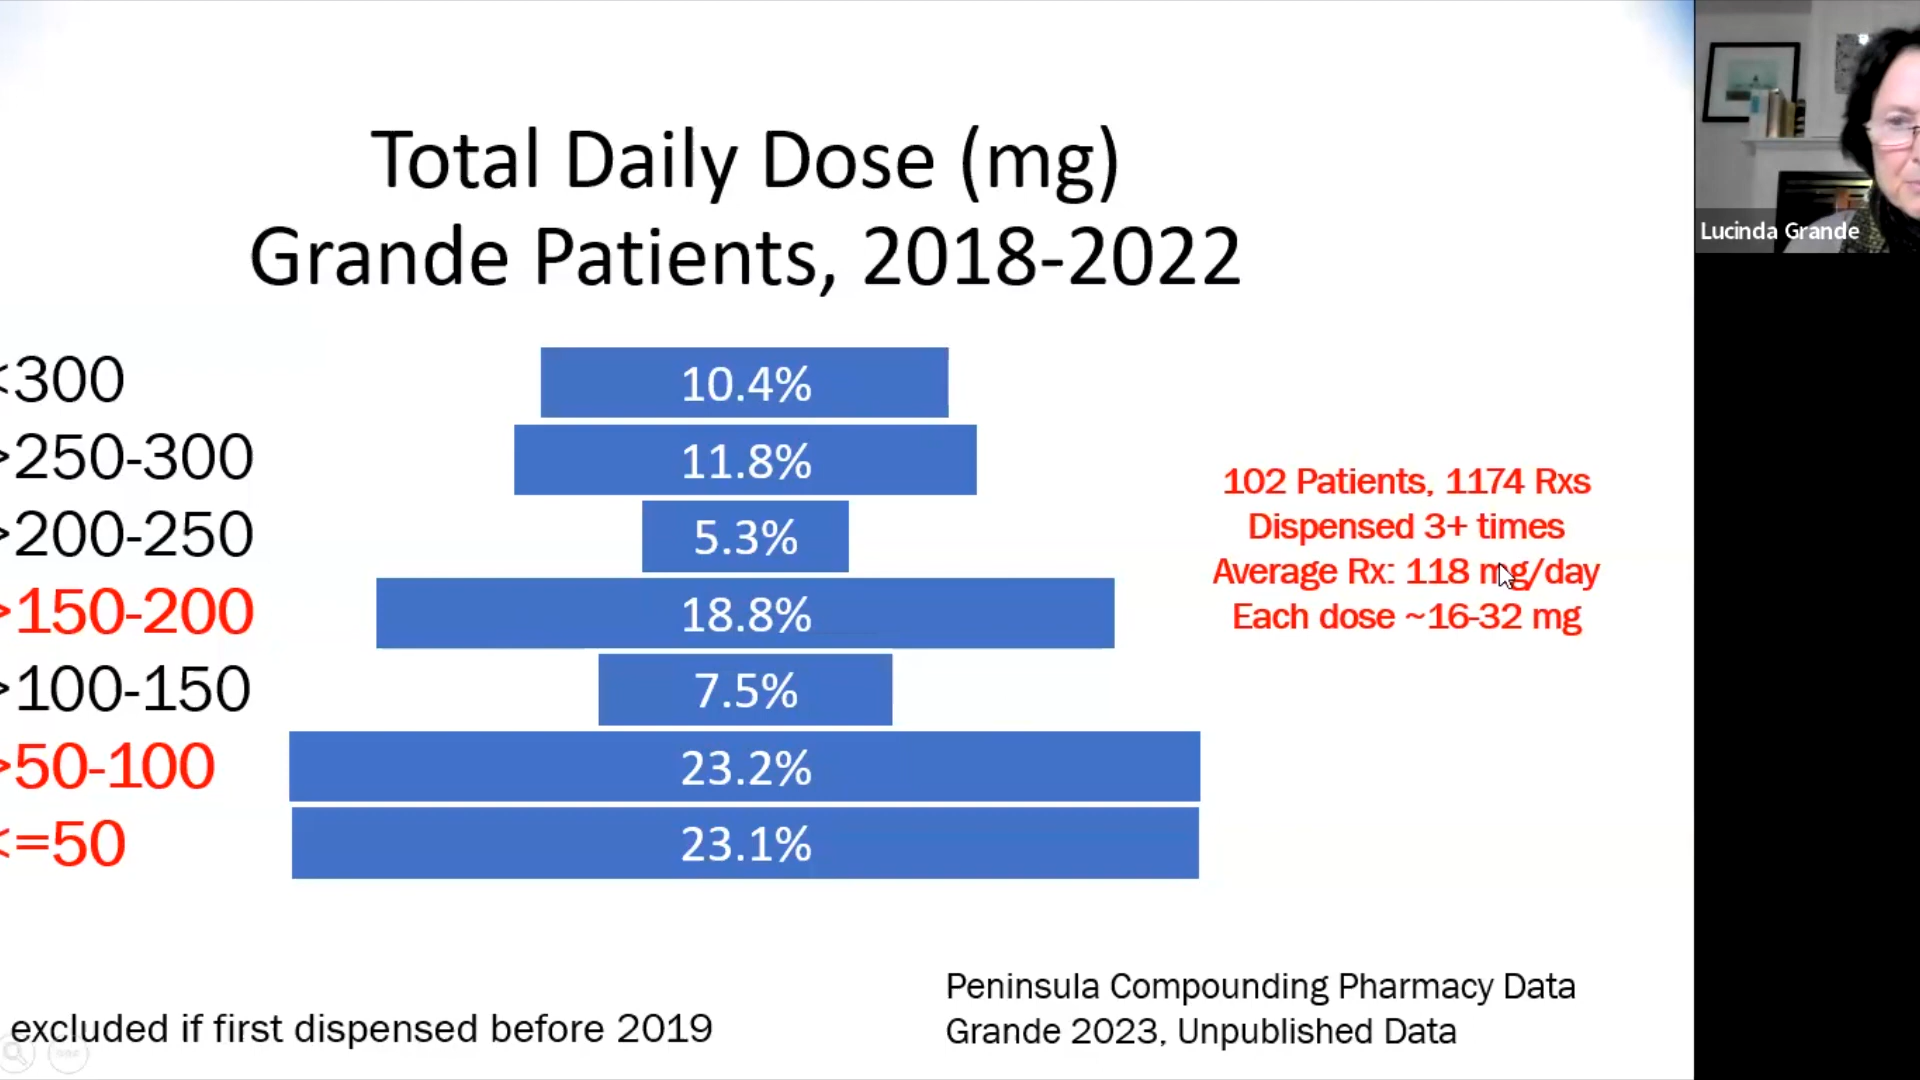 Total Daily Dose (mg)
Grande Patients, 2018-2022
<300 10.4%
>250-300 11.8%
>200-250 5.3%
>150-200 18.8%
>100-150 7.5%
>50-100 23.2%
<=50 23.1%
102 Patients, 1174 Rxs
Dispensed 3+ times
Average Rx: 118 mg/day
Each dose ~16-32 mg
excluded if first dispensed before 2019
Peninsula Compounding Pharmacy Data
Grande 2023, Unpublished Data
Lucinda Grande